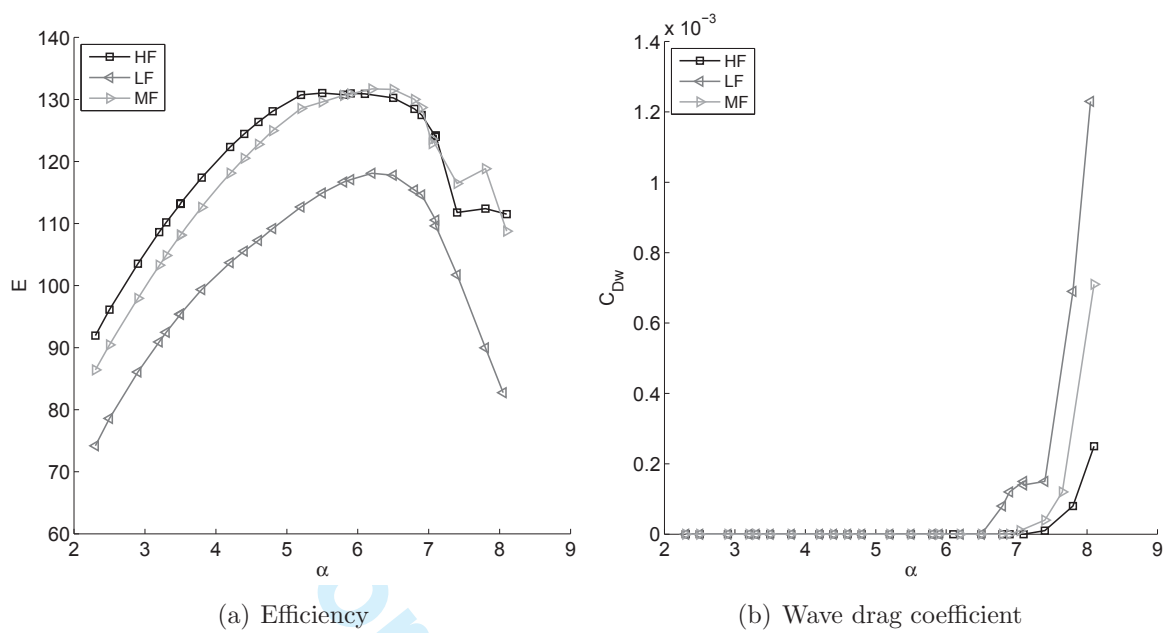 140
130
120
110
100
90
80
70
60
2 3 4 5 6 7 8 9
E
α
HF
LF
MF
(a) Efficiency
x 10⁻³
1.4
1.2
1
0.8
0.6
0.4
0.2
0
2 3 4 5 6 7 8 9
C_Dw
α
HF
LF
MF
(b) Wave drag coefficient